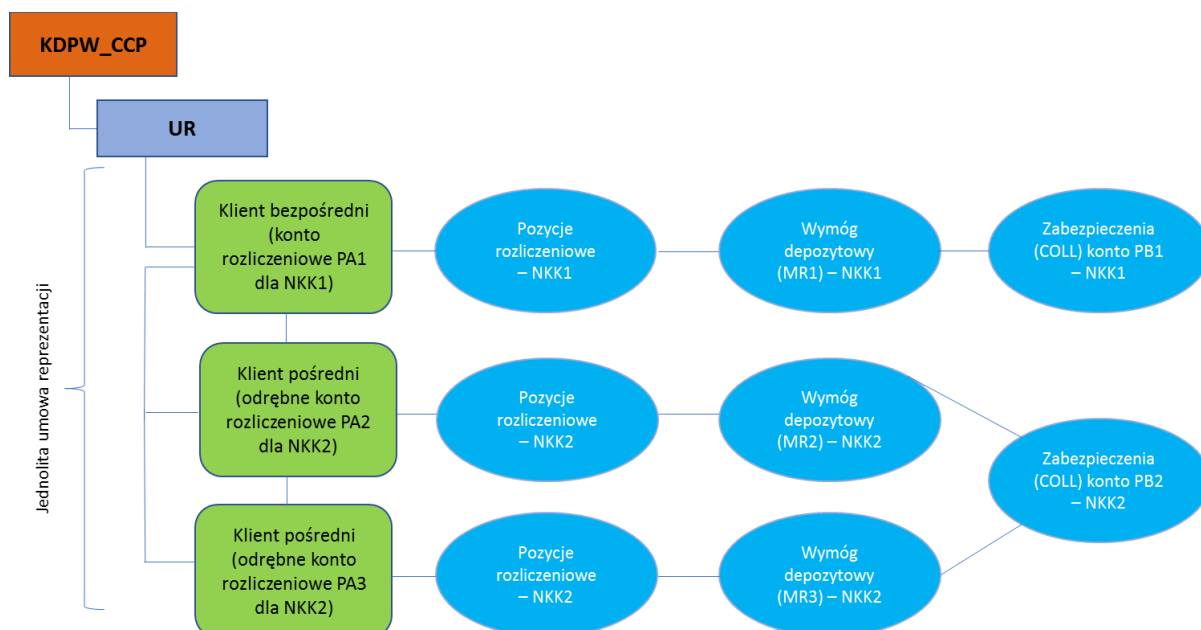 KDPW_CCP
UR
Jednolita umowa reprezentacji
Klient bezpośredni
(konto
rozliczeniowe PA1
dla NKK1)
Pozycje
rozliczeniowe
– NKK1
Wymóg
depozytowy
(MR1) – NKK1
Zabezpieczenia
(COLL) konto PB1
– NKK1
Klient pośredni
(odrębne konto
rozliczeniowe PA2
dla NKK2)
Pozycje
rozliczeniowe
– NKK2
Wymóg
depozytowy
(MR2) – NKK2
Zabezpieczenia
(COLL) konto PB2
– NKK2
Klient pośredni
(odrębne konto
rozliczeniowe PA3
dla NKK2)
Pozycje
rozliczeniowe
– NKK2
Wymóg
depozytowy
(MR3) – NKK2